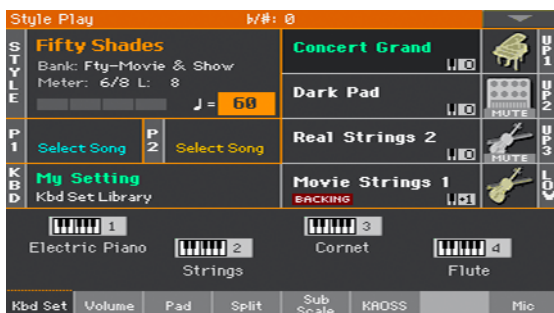 Style Play
♭/#: 0
STYLE
Fifty Shades
Bank: Fty-Movie & Show
Meter: 6/8 L: 8
♩= 60
Concert Grand
UP1
Dark Pad
MUTE
UP2
Real Strings 2
MUTE
UP3
P1
Select Song
P2
Select Song
KBD
My Setting
Kbd Set Library
Movie Strings 1
BACKING
LOW
1
Electric Piano
2
Strings
3
Cornet
4
Flute
Kbd Set
Volume
Pad
Split
Sub Scale
KAOSS
Mic